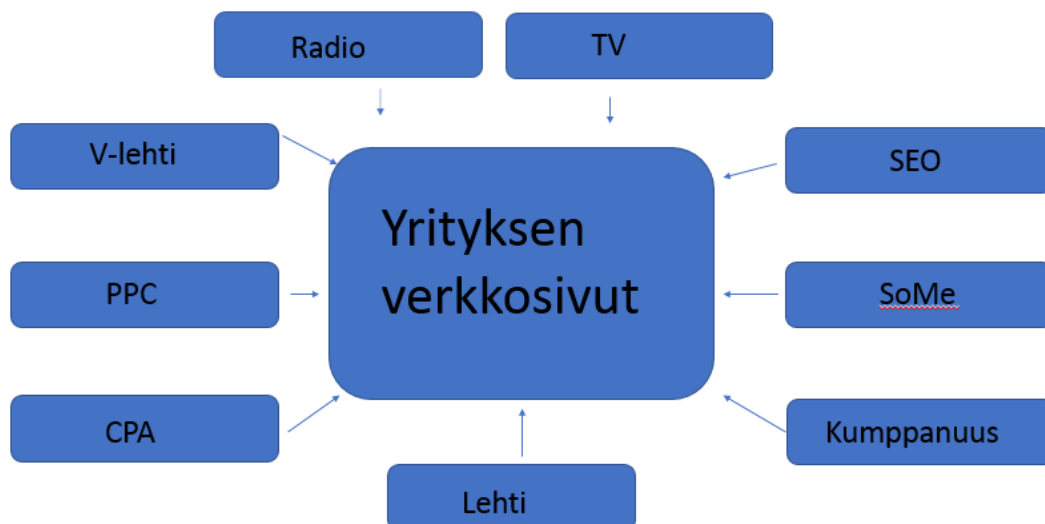 Radio
TV
V-lehti
SEO
Yrityksen
verkkosivut
PPC
SoMe
CPA
Kumppanuus
Lehti